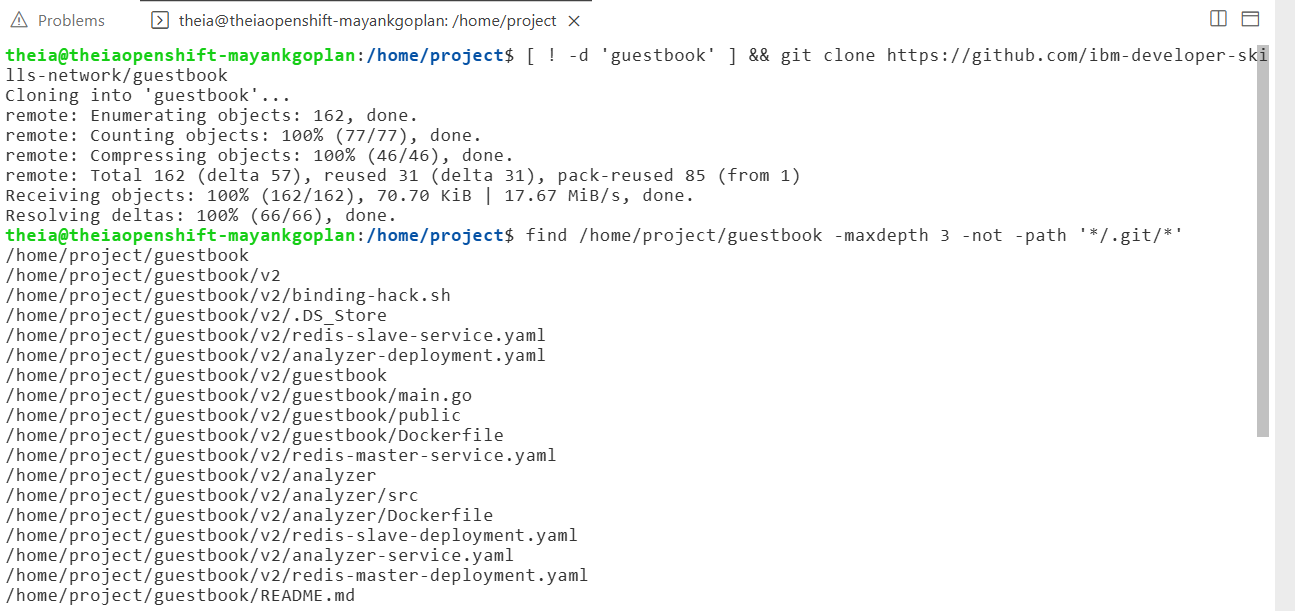 Problems
theia@theiaopenshift-mayankgoplan: /home/project
theia@theiaopenshift-mayankgoplan:/home/project$ [ ! -d 'guestbook' ] && git clone https://github.com/ibm-developer-ski
lls-network/guestbook
Cloning into 'guestbook'...
remote: Enumerating objects: 162, done.
remote: Counting objects: 100% (77/77), done.
remote: Compressing objects: 100% (46/46), done.
remote: Total 162 (delta 57), reused 31 (delta 31), pack-reused 85 (from 1)
Receiving objects: 100% (162/162), 70.70 KiB | 17.67 MiB/s, done.
Resolving deltas: 100% (66/66), done.
theia@theiaopenshift-mayankgoplan:/home/project$ find /home/project/guestbook -maxdepth 3 -not -path '*/.git/*'
/home/project/guestbook
/home/project/guestbook/v2
/home/project/guestbook/v2/binding-hack.sh
/home/project/guestbook/v2/.DS_Store
/home/project/guestbook/v2/redis-slave-service.yaml
/home/project/guestbook/v2/analyzer-deployment.yaml
/home/project/guestbook/v2/guestbook
/home/project/guestbook/v2/guestbook/main.go
/home/project/guestbook/v2/guestbook/public
/home/project/guestbook/v2/guestbook/Dockerfile
/home/project/guestbook/v2/redis-master-service.yaml
/home/project/guestbook/v2/analyzer
/home/project/guestbook/v2/analyzer/src
/home/project/guestbook/v2/analyzer/Dockerfile
/home/project/guestbook/v2/redis-slave-deployment.yaml
/home/project/guestbook/v2/analyzer-service.yaml
/home/project/guestbook/v2/redis-master-deployment.yaml
/home/project/guestbook/README.md